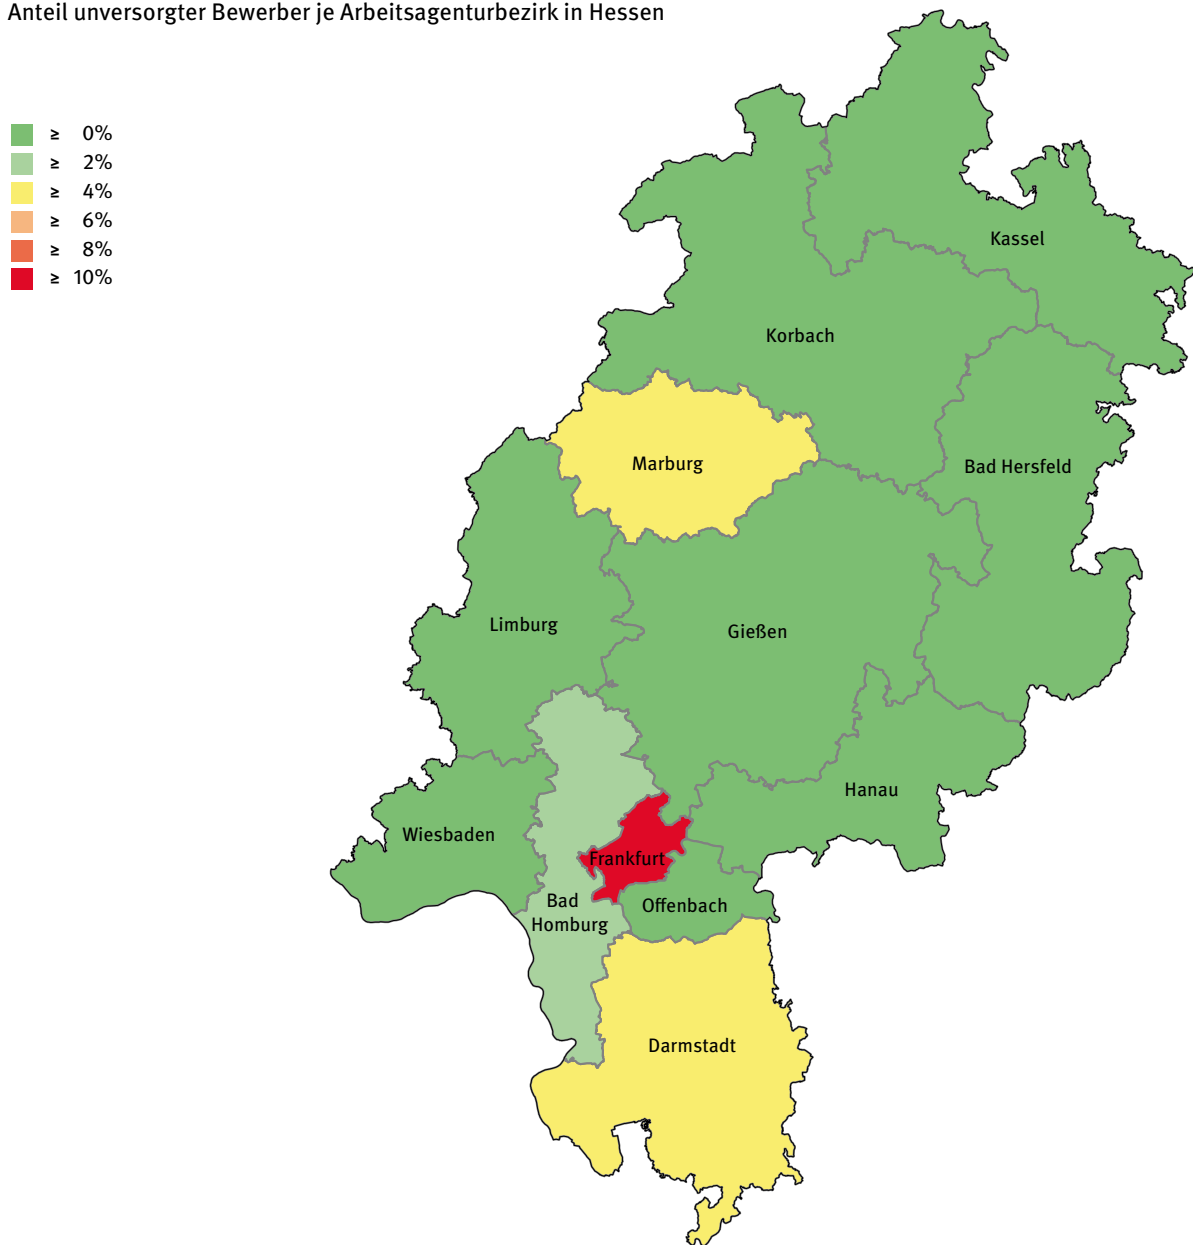 Anteil unversorgter Bewerber je Arbeitsagenturbezirk in Hessen
≥ 0%
≥ 2%
≥ 4%
≥ 6%
≥ 8%
≥ 10%
Kassel
Korbach
Marburg
Bad Hersfeld
Limburg
Gießen
Hanau
Wiesbaden
Frankfurt
Bad
Homburg
Offenbach
Darmstadt